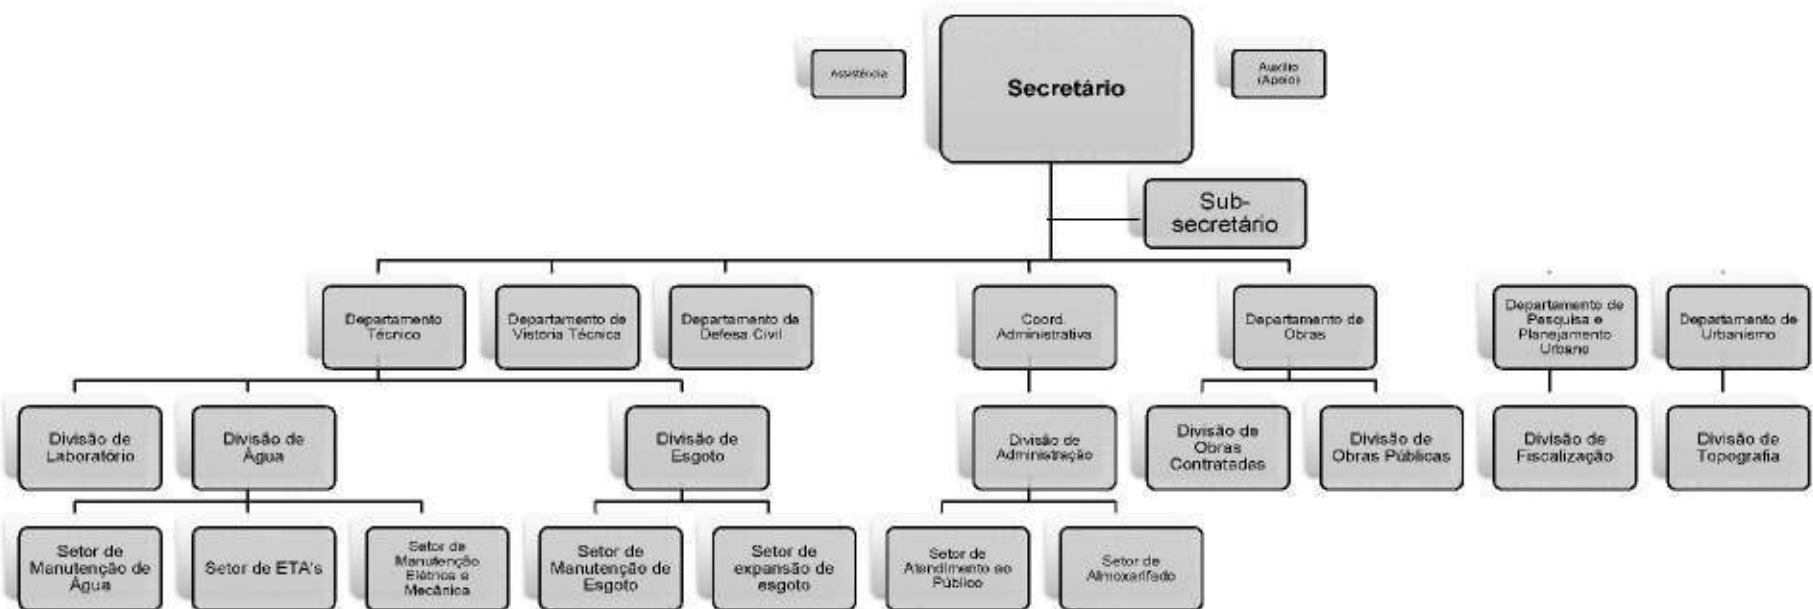 Assistência
Secretário
Auxílio
(Apoio)
Sub-
secretário
Departamento
Técnico
Departamento de
Vistoria Técnica
Departamento de
Defesa Civil
Coord.
Administrativa
Departamento de
Obras
Departamento de
Pesquisa e
Planejamento
Urbano
Departamento de
Urbanismo
Divisão de
Laboratório
Divisão de
Água
Divisão de
Esgoto
Divisão de
Administração
Divisão de
Obras
Contratadas
Divisão de
Obras Públicas
Divisão de
Fiscalização
Divisão de
Topografia
Setor de
Manutenção de
Água
Setor de ETA's
Setor de
Manutenção
Elétrica e
Mecânica
Setor de
Manutenção de
Esgoto
Setor de
expansão de
esgoto
Setor de
Atendimento ao
Público
Setor de
Almoxarifado